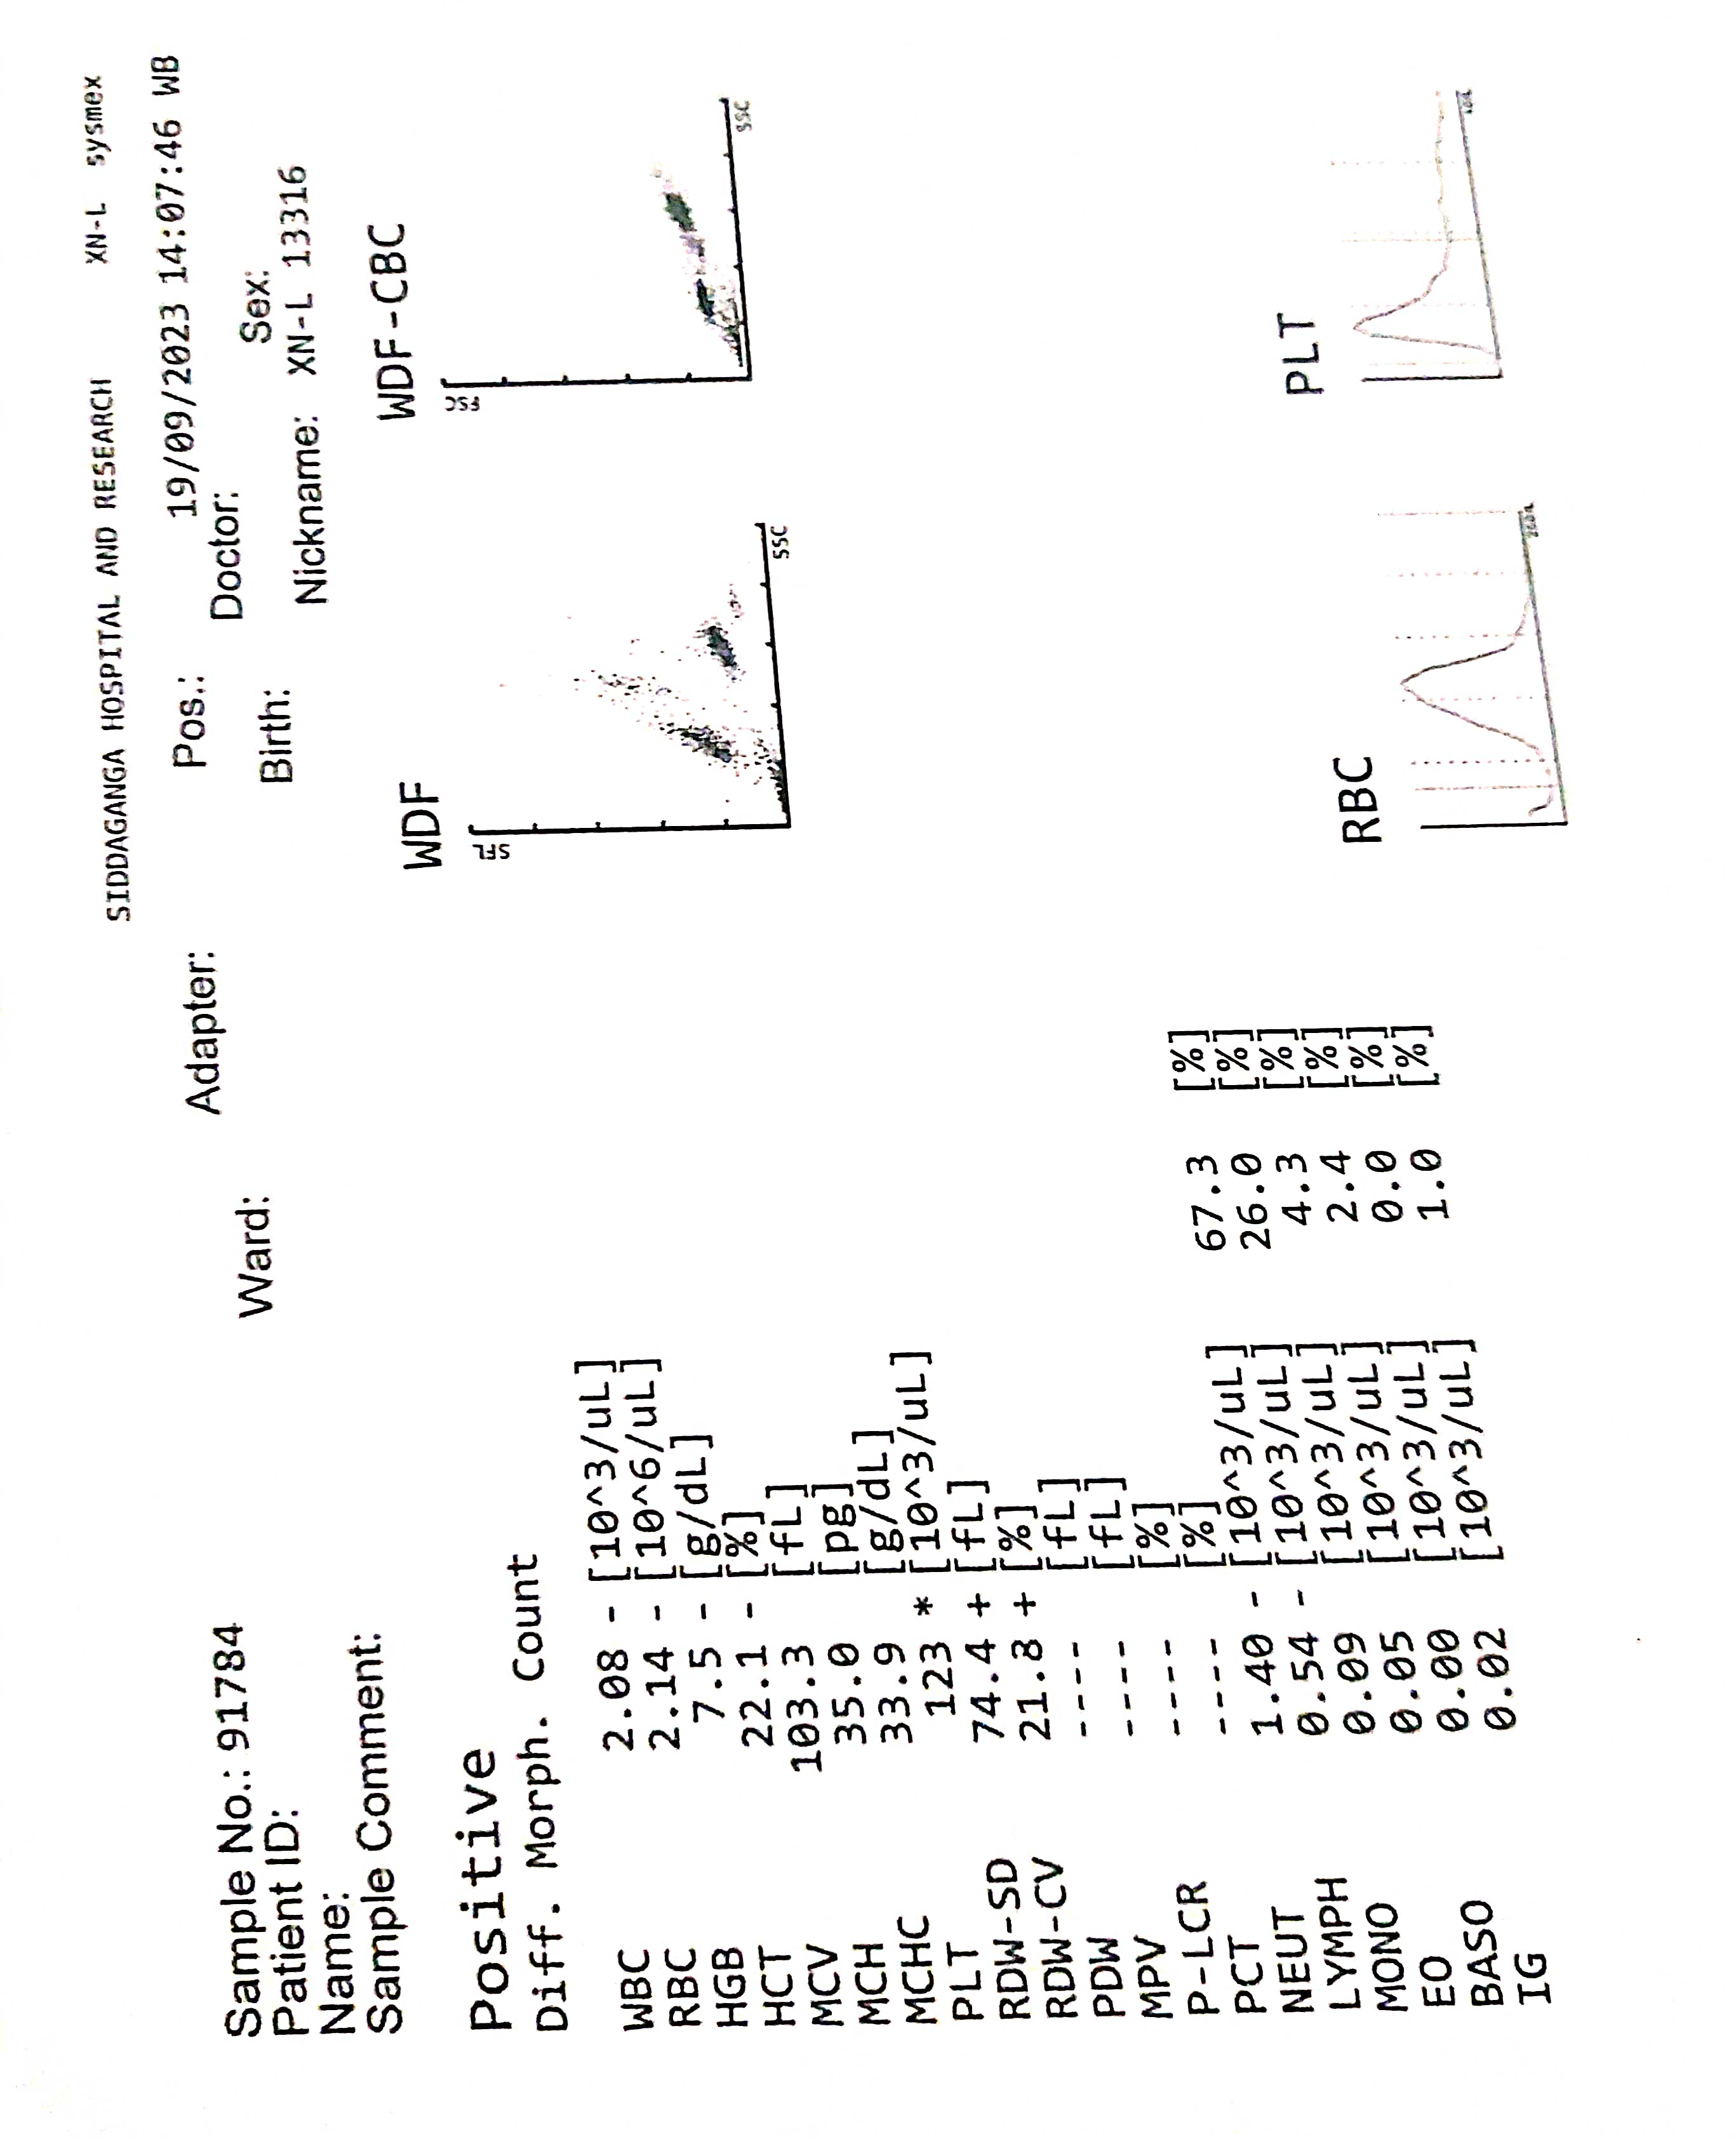 SIDDAGANGA HOSPITAL AND RESEARCH XN-L sysmex
Sample No.: 91784 Adapter: Pos.: 19/09/2023 14:07:46 WB
Patient ID: Ward: Doctor:
Name: Birth: Sex:
Sample Comment: Nickname: XN-L 13316
Positive
Diff. Morph. Count
WDF
WDF-CBC
SFL
SSC
FSC
SSC
WBC 2.08 - [10^3/uL]
RBC 2.14 - [10^6/uL]
HGB 7.5 - [g/dL]
HCT 22.1 - [%]
MCV 103.3 [fL]
MCH 35.0 [pg]
MCHC 33.9 [g/dL]
PLT 123 * [10^3/uL]
RDW-SD 74.4 + [fL]
RDW-CV 21.8 + [%]
PDW ---- [fL]
MPV ---- [fL]
P-LCR ---- [%]
PCT ---- [%]
NEUT 1.40 - [10^3/uL] 67.3 [%]
LYMPH 0.54 - [10^3/uL] 26.0 [%]
MONO 0.09 [10^3/uL] 4.3 [%]
EO 0.05 [10^3/uL] 2.4 [%]
BASO 0.00 [10^3/uL] 0.0 [%]
IG 0.02 [10^3/uL] 1.0 [%]
RBC
PLT